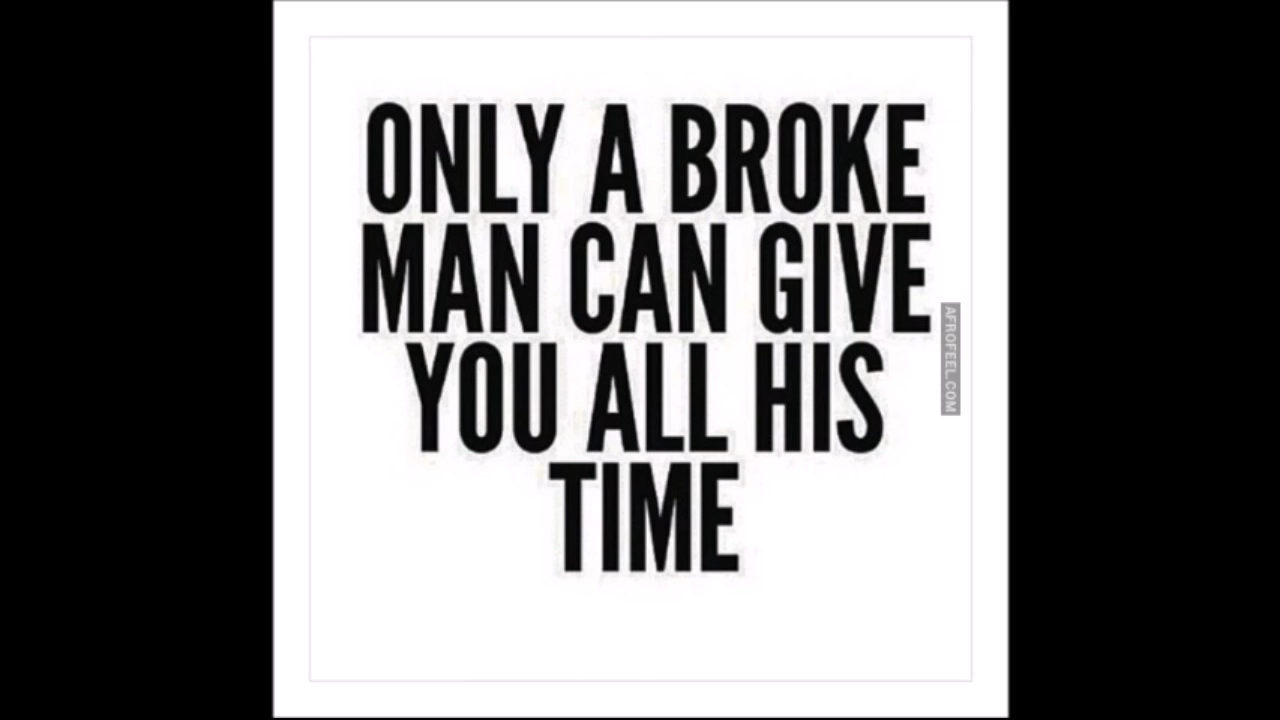 ONLY A BROKE
MAN CAN GIVE
YOU ALL HIS
TIME
AFROFEEL.COM